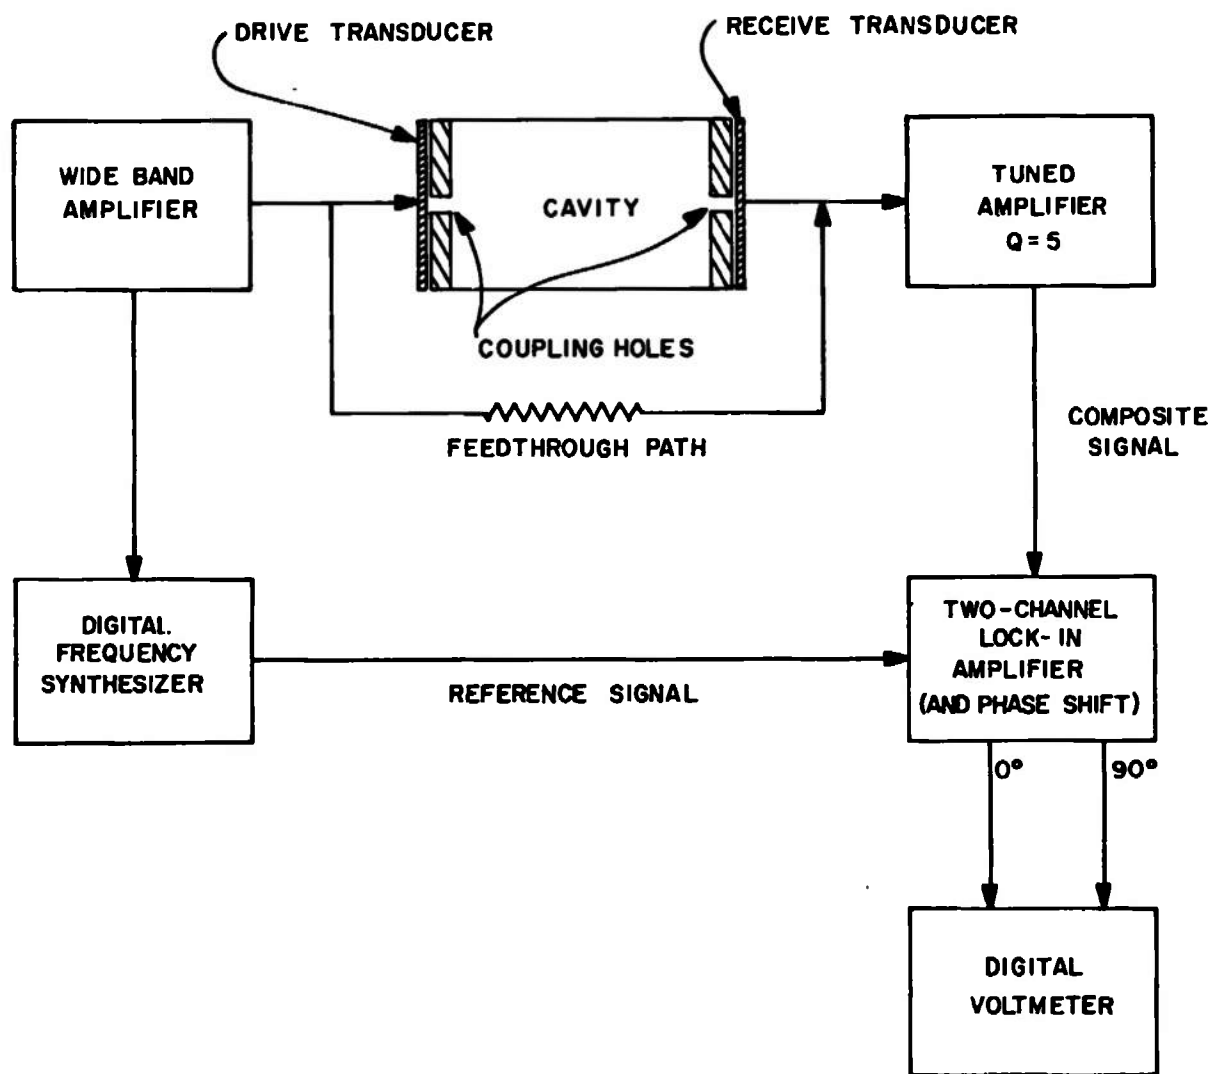 DRIVE TRANSDUCER
RECEIVE TRANSDUCER
WIDE BAND
AMPLIFIER
CAVITY
TUNED
AMPLIFIER
Q = 5
COUPLING HOLES
FEEDTHROUGH PATH
COMPOSITE
SIGNAL
DIGITAL.
FREQUENCY
SYNTHESIZER
REFERENCE SIGNAL
TWO-CHANNEL
LOCK-IN
AMPLIFIER
(AND PHASE SHIFT)
0°
90°
DIGITAL
VOLTMETER